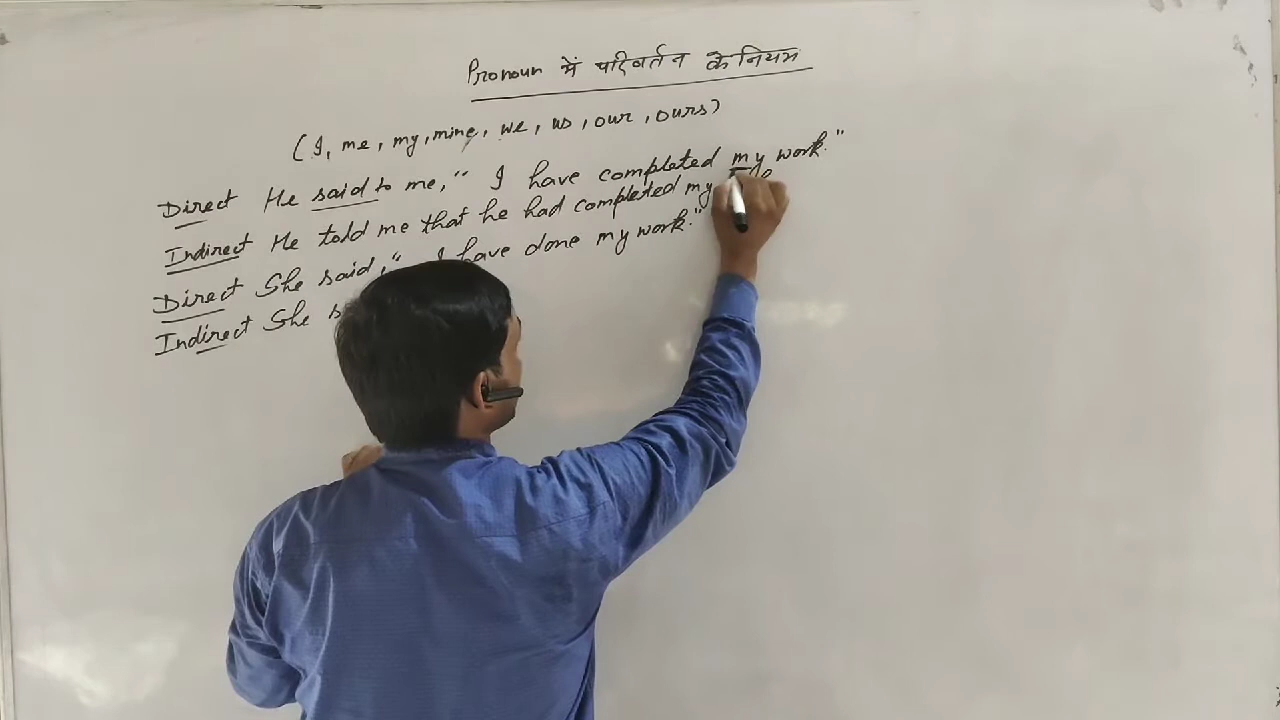 Pronoun में परिवर्तन के नियम
(I, me, my, mine, we, us, our, ours)
Direct He said to me," I have completed my work."
Indirect He told me that he had completed my
Direct She said," I have done my work."
Indirect She